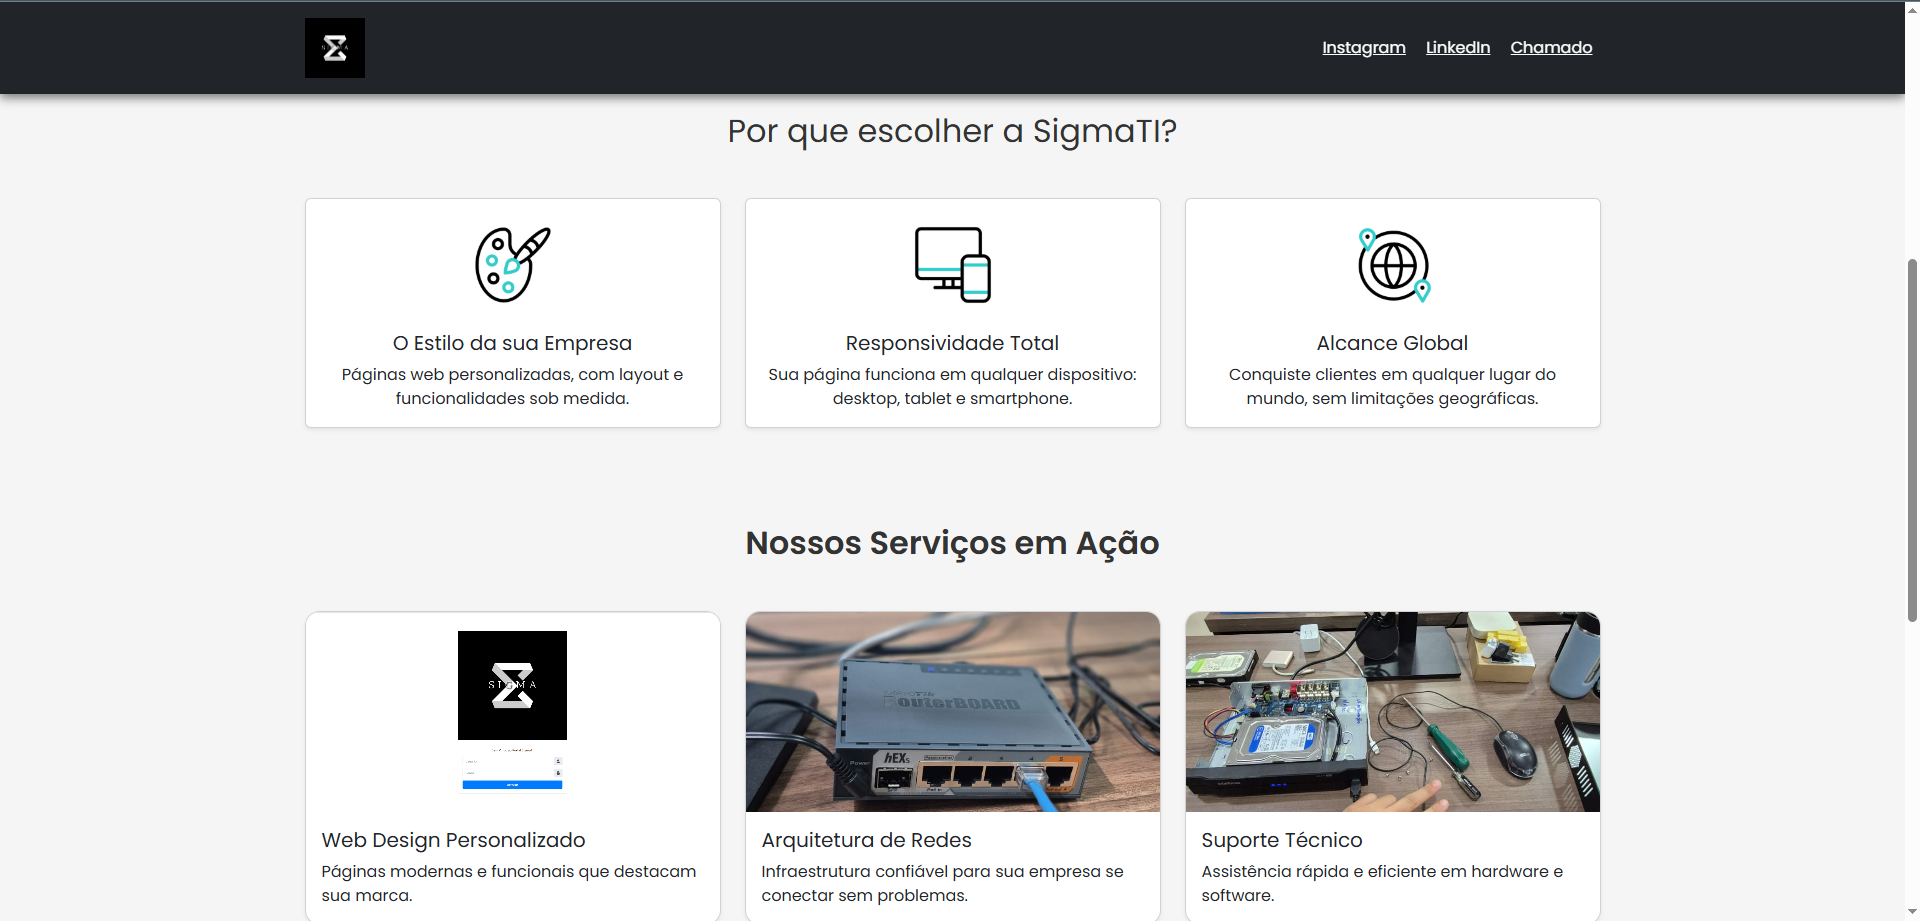 Instagram LinkedIn Chamado
Por que escolher a SigmaTI?
O Estilo da sua Empresa
Páginas web personalizadas, com layout e
funcionalidades sob medida.
Responsividade Total
Sua página funciona em qualquer dispositivo:
desktop, tablet e smartphone.
Alcance Global
Conquiste clientes em qualquer lugar do
mundo, sem limitações geográficas.
Nossos Serviços em Ação
SIGMA
Web Design Personalizado
Páginas modernas e funcionais que destacam
sua marca.
RouterBOARD
Power
hEX s
Arquitetura de Redes
Infraestrutura confiável para sua empresa se
conectar sem problemas.
Suporte Técnico
Assistência rápida e eficiente em hardware e
software.